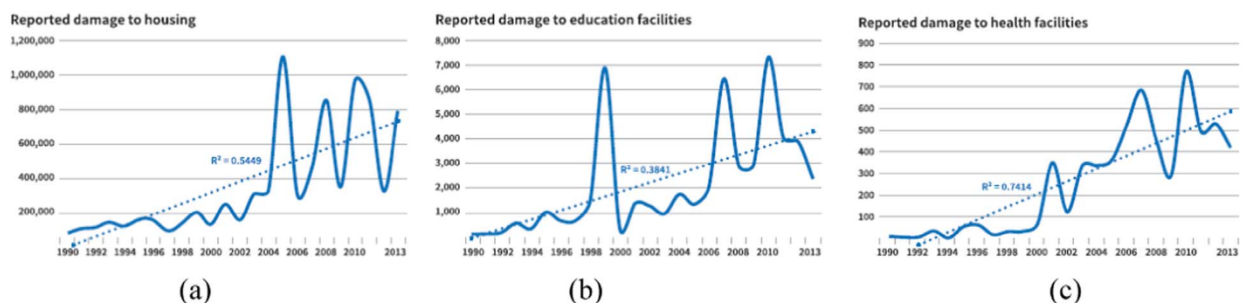 Reported damage to housing
1,200,000
1,000,000
800,000
600,000
400,000
200,000
R² = 0.5449
1990 1992 1994 1996 1998 2000 2002 2004 2006 2008 2010 2013
(a)
Reported damage to education facilities
8,000
7,000
6,000
5,000
4,000
3,000
2,000
1,000
R² = 0.3841
1990 1992 1994 1996 1998 2000 2002 2004 2006 2008 2010 2013
(b)
Reported damage to health facilities
900
800
700
600
500
400
300
200
100
R² = 0.7414
1990 1992 1994 1996 1998 2000 2002 2004 2006 2008 2010 2013
(c)